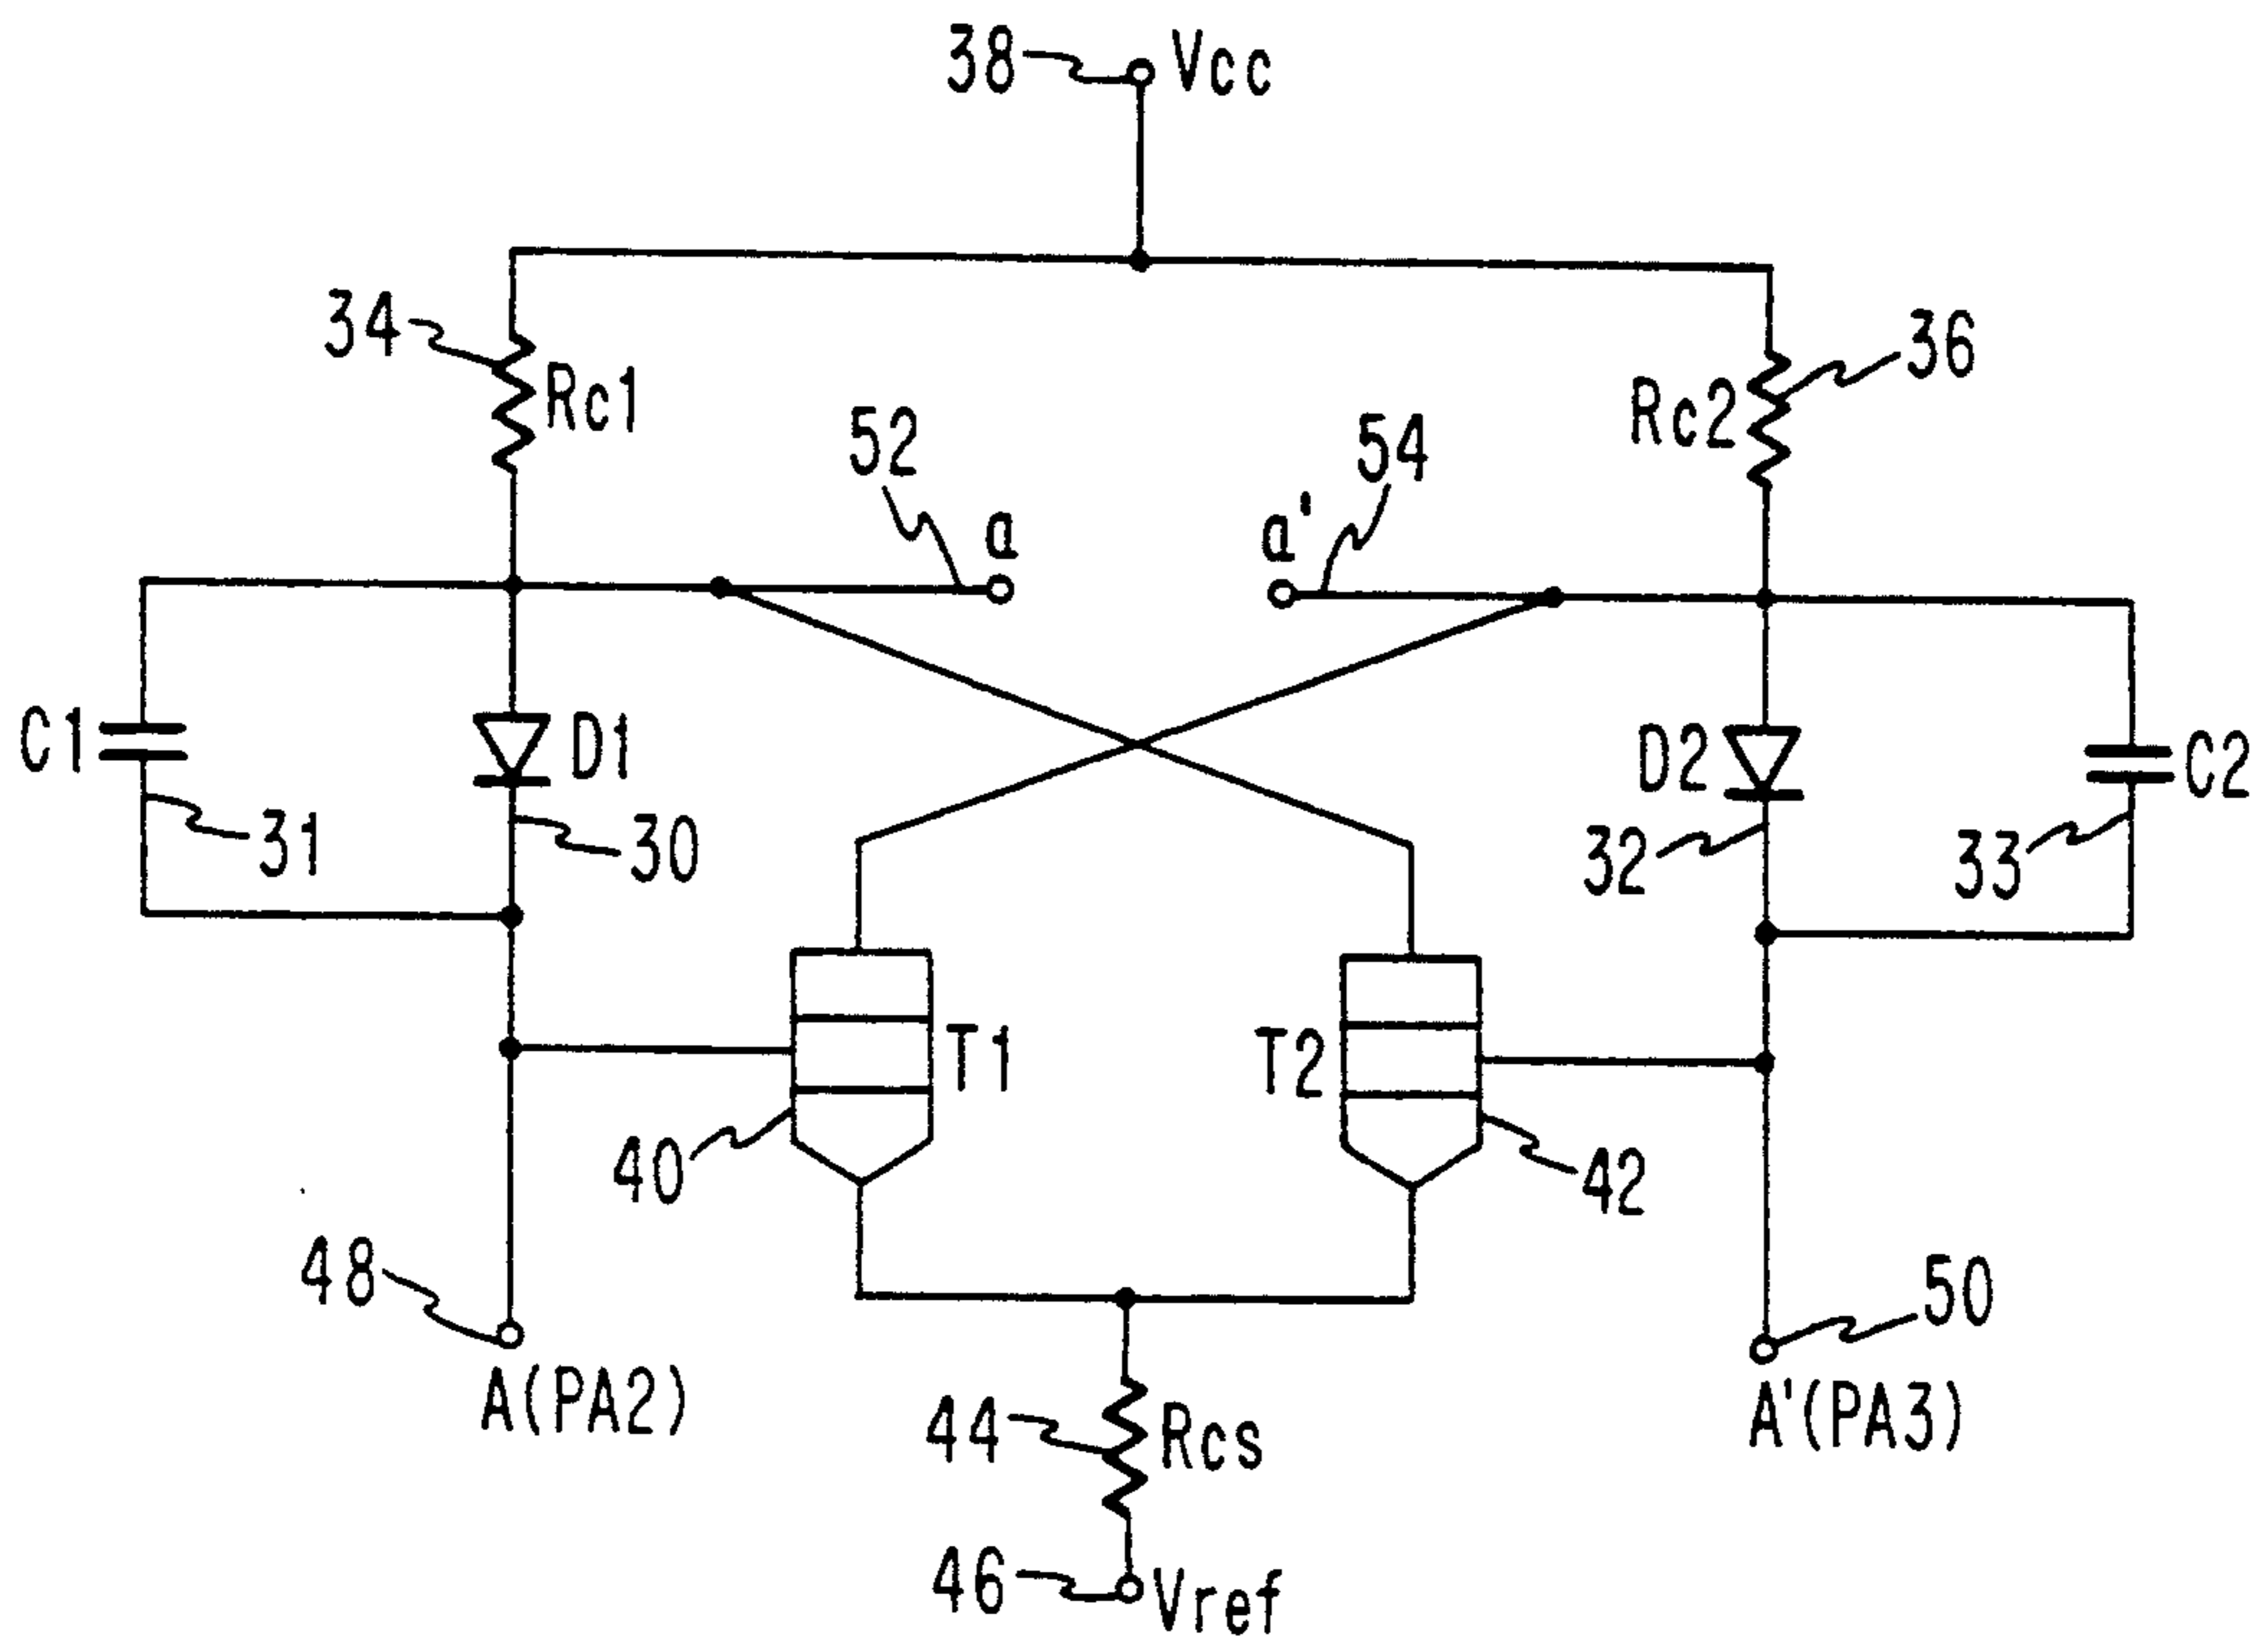 38 Vcc
34 Rc1
36 Rc2
52 54
a a'
C1 D1 D2 C2
31 30 32 33
T1 T2
40 42
48 50
A(PA2) A'(PA3)
44 Rcs
46 Vref